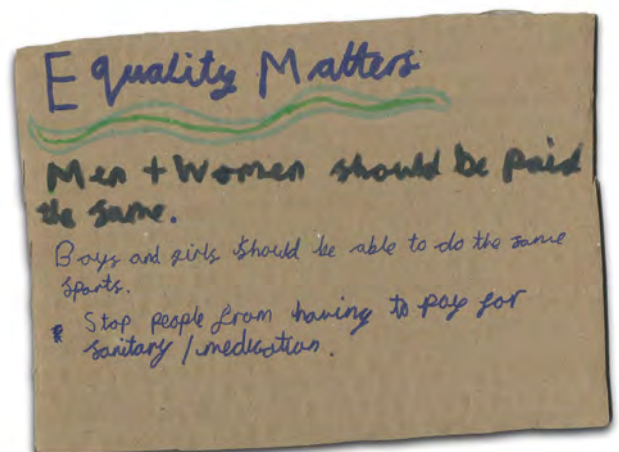 Equality Matters
Men + Women should be paid
the same.
Boys and girls should be able to do the same
sports.
* Stop people from having to pay for
sanitary / medication.